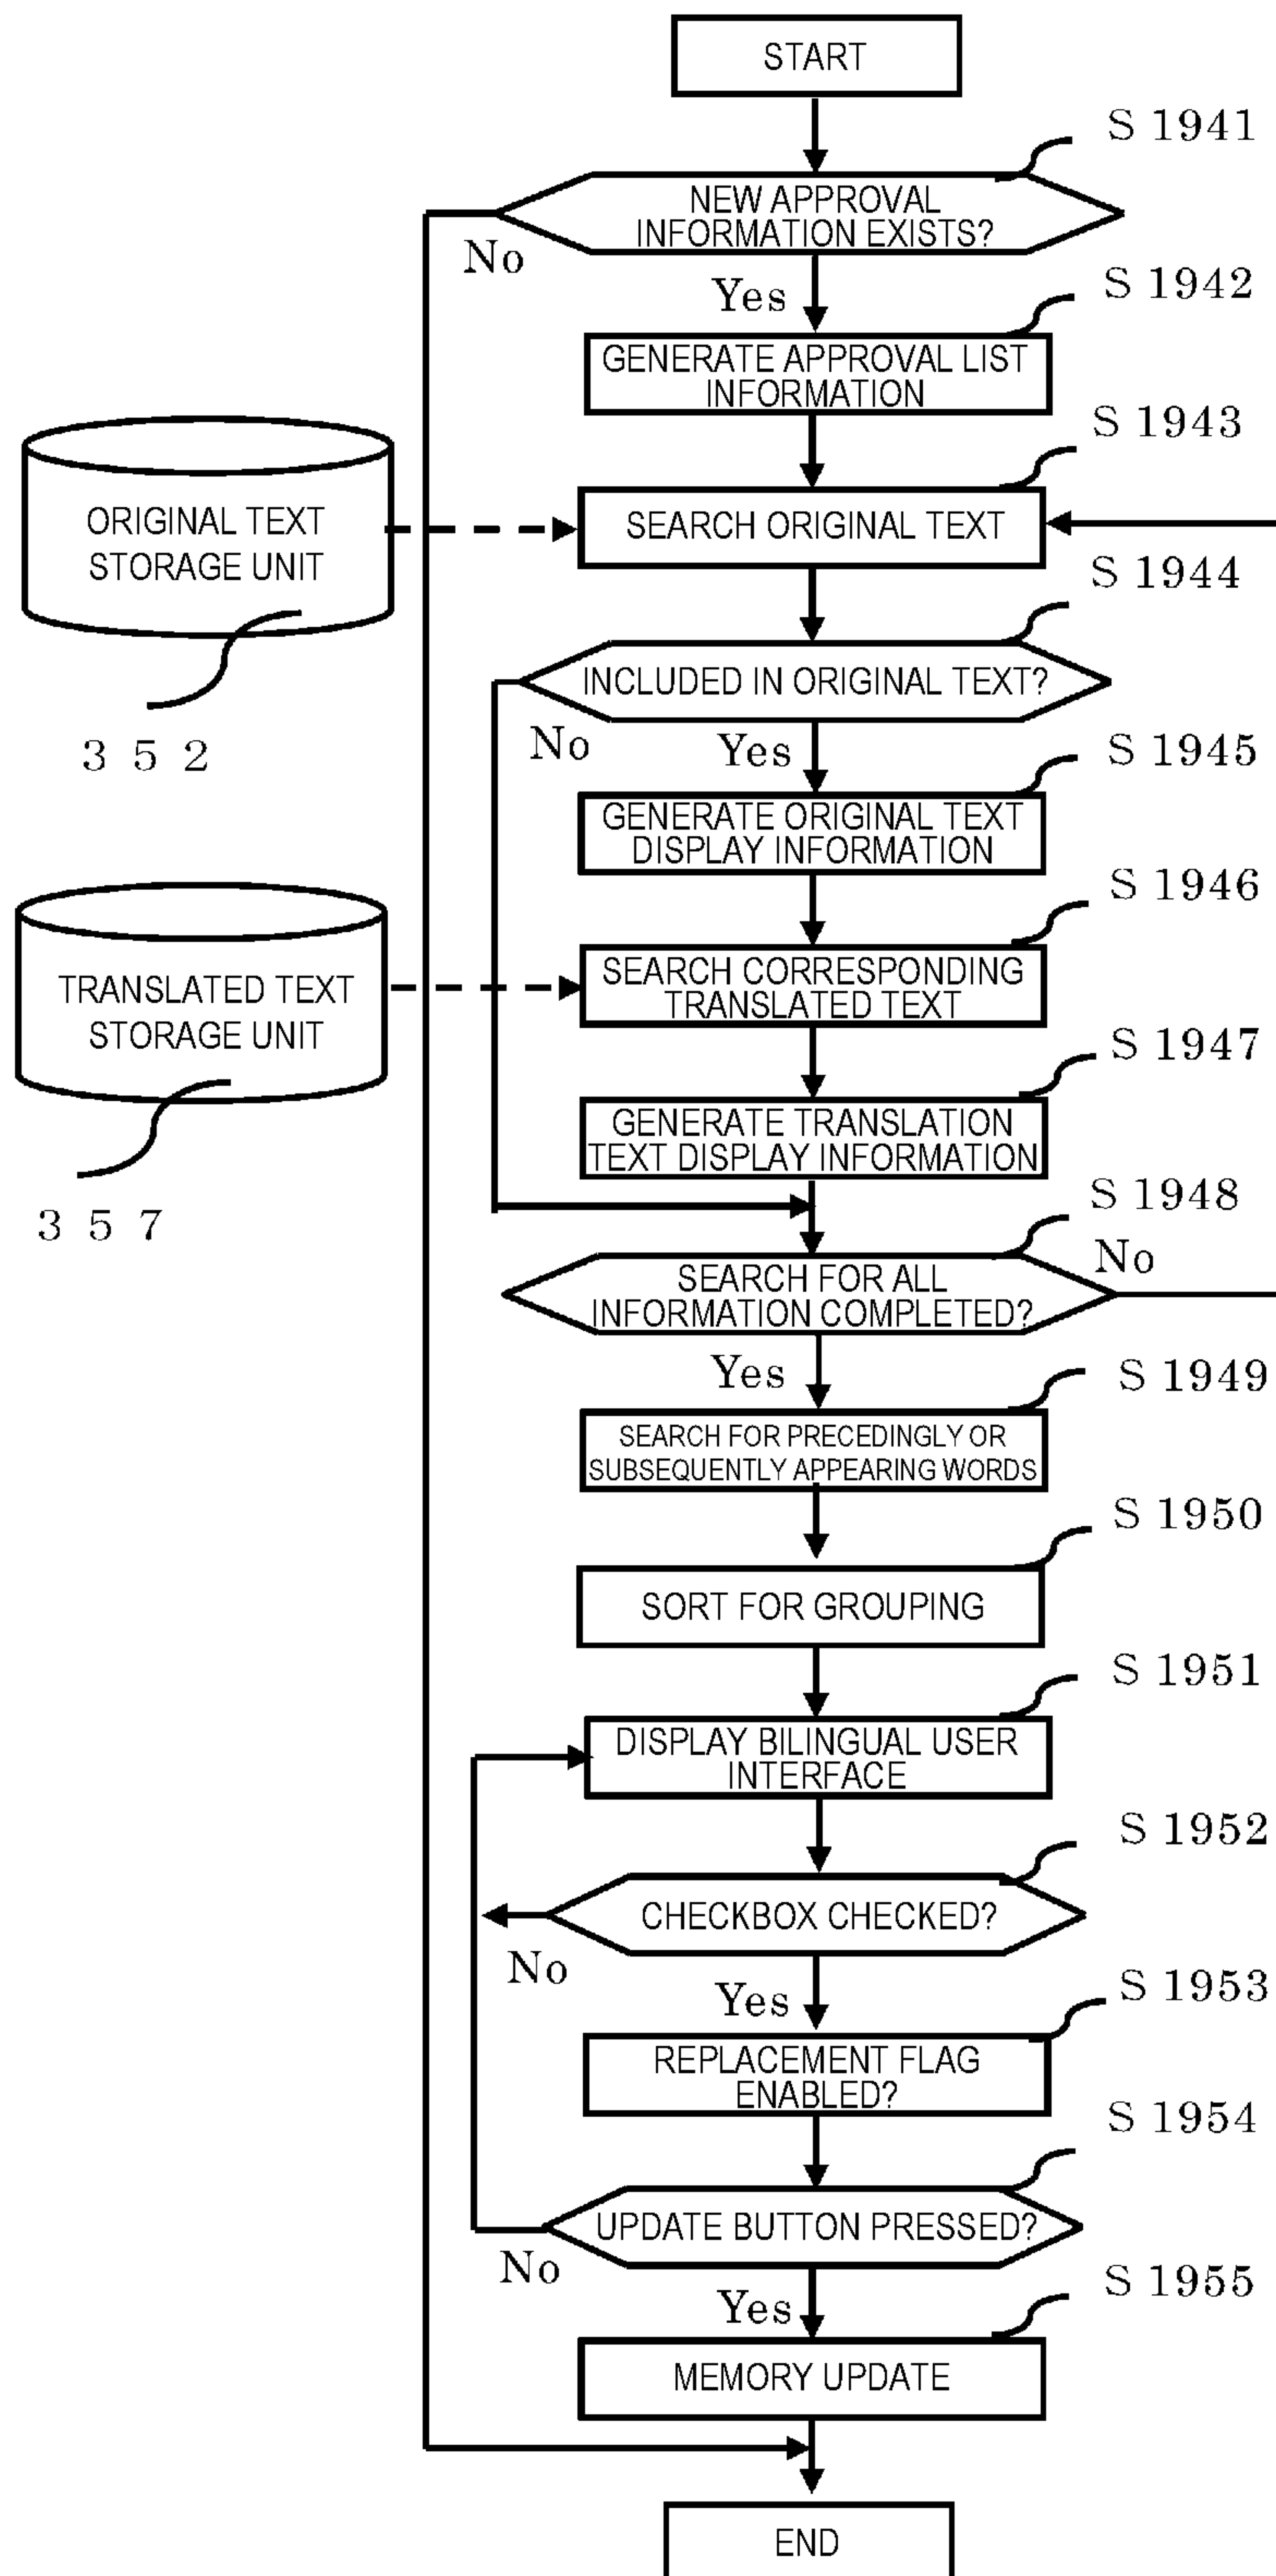 START
S 1941
NEW APPROVAL
INFORMATION EXISTS?
No
Yes
S 1942
GENERATE APPROVAL LIST
INFORMATION
S 1943
ORIGINAL TEXT
STORAGE UNIT
SEARCH ORIGINAL TEXT
S 1944
INCLUDED IN ORIGINAL TEXT?
3 5 2
No
Yes
S 1945
GENERATE ORIGINAL TEXT
DISPLAY INFORMATION
S 1946
TRANSLATED TEXT
STORAGE UNIT
SEARCH CORRESPONDING
TRANSLATED TEXT
S 1947
GENERATE TRANSLATION
TEXT DISPLAY INFORMATION
3 5 7
S 1948
No
SEARCH FOR ALL
INFORMATION COMPLETED?
Yes
S 1949
SEARCH FOR PRECEDINGLY OR
SUBSEQUENTLY APPEARING WORDS
S 1950
SORT FOR GROUPING
S 1951
DISPLAY BILINGUAL USER
INTERFACE
S 1952
CHECKBOX CHECKED?
No
Yes
S 1953
REPLACEMENT FLAG
ENABLED?
S 1954
UPDATE BUTTON PRESSED?
No
Yes
S 1955
MEMORY UPDATE
END